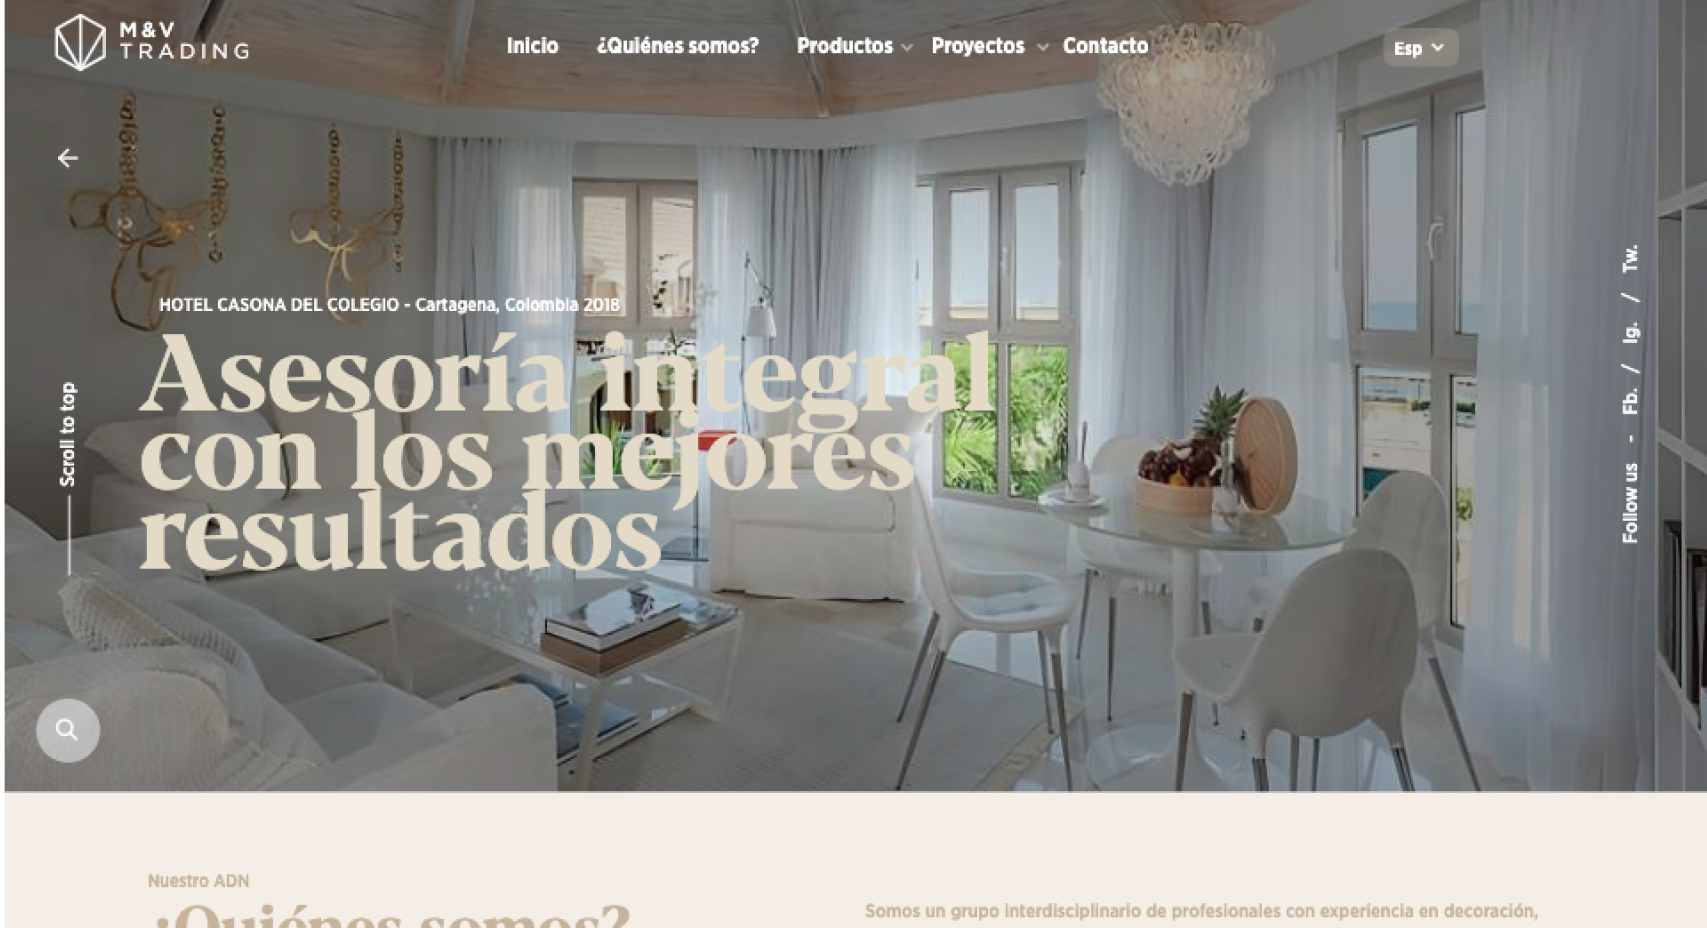 M&V
TRADING
Inicio
¿Quiénes somos?
Productos
Proyectos
Contacto
Esp
HOTEL CASONA DEL COLEGIO - Cartagena, Colombia 2018
Asesoría integral
con los mejores
resultados
Scroll to top
Follow us - Fb. / Ig. / Tw.
Nuestro ADN
¿Quiénes somos?
Somos un grupo interdisciplinario de profesionales con experiencia en decoración,